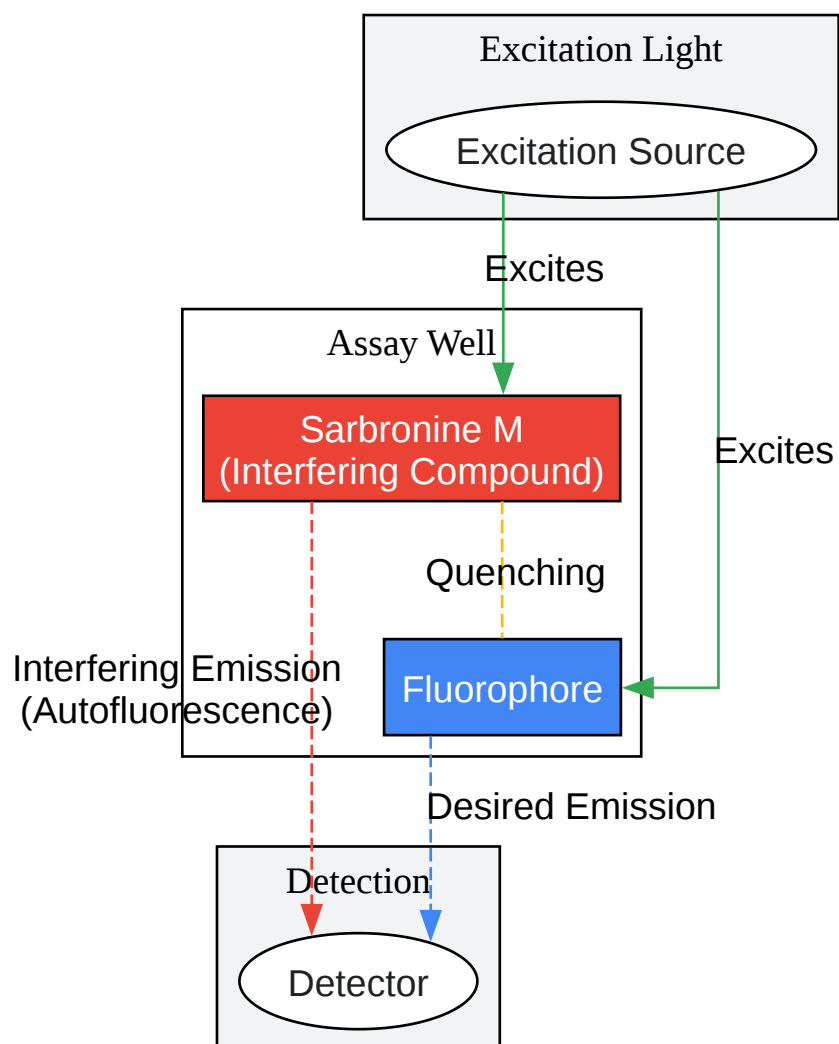 Excitation Light
Excitation Source
Excites
Assay Well
Sarbronine M
(Interfering Compound)
Excites
Quenching
Interfering Emission
(Autofluorescence)
Fluorophore
Desired Emission
Detection
Detector